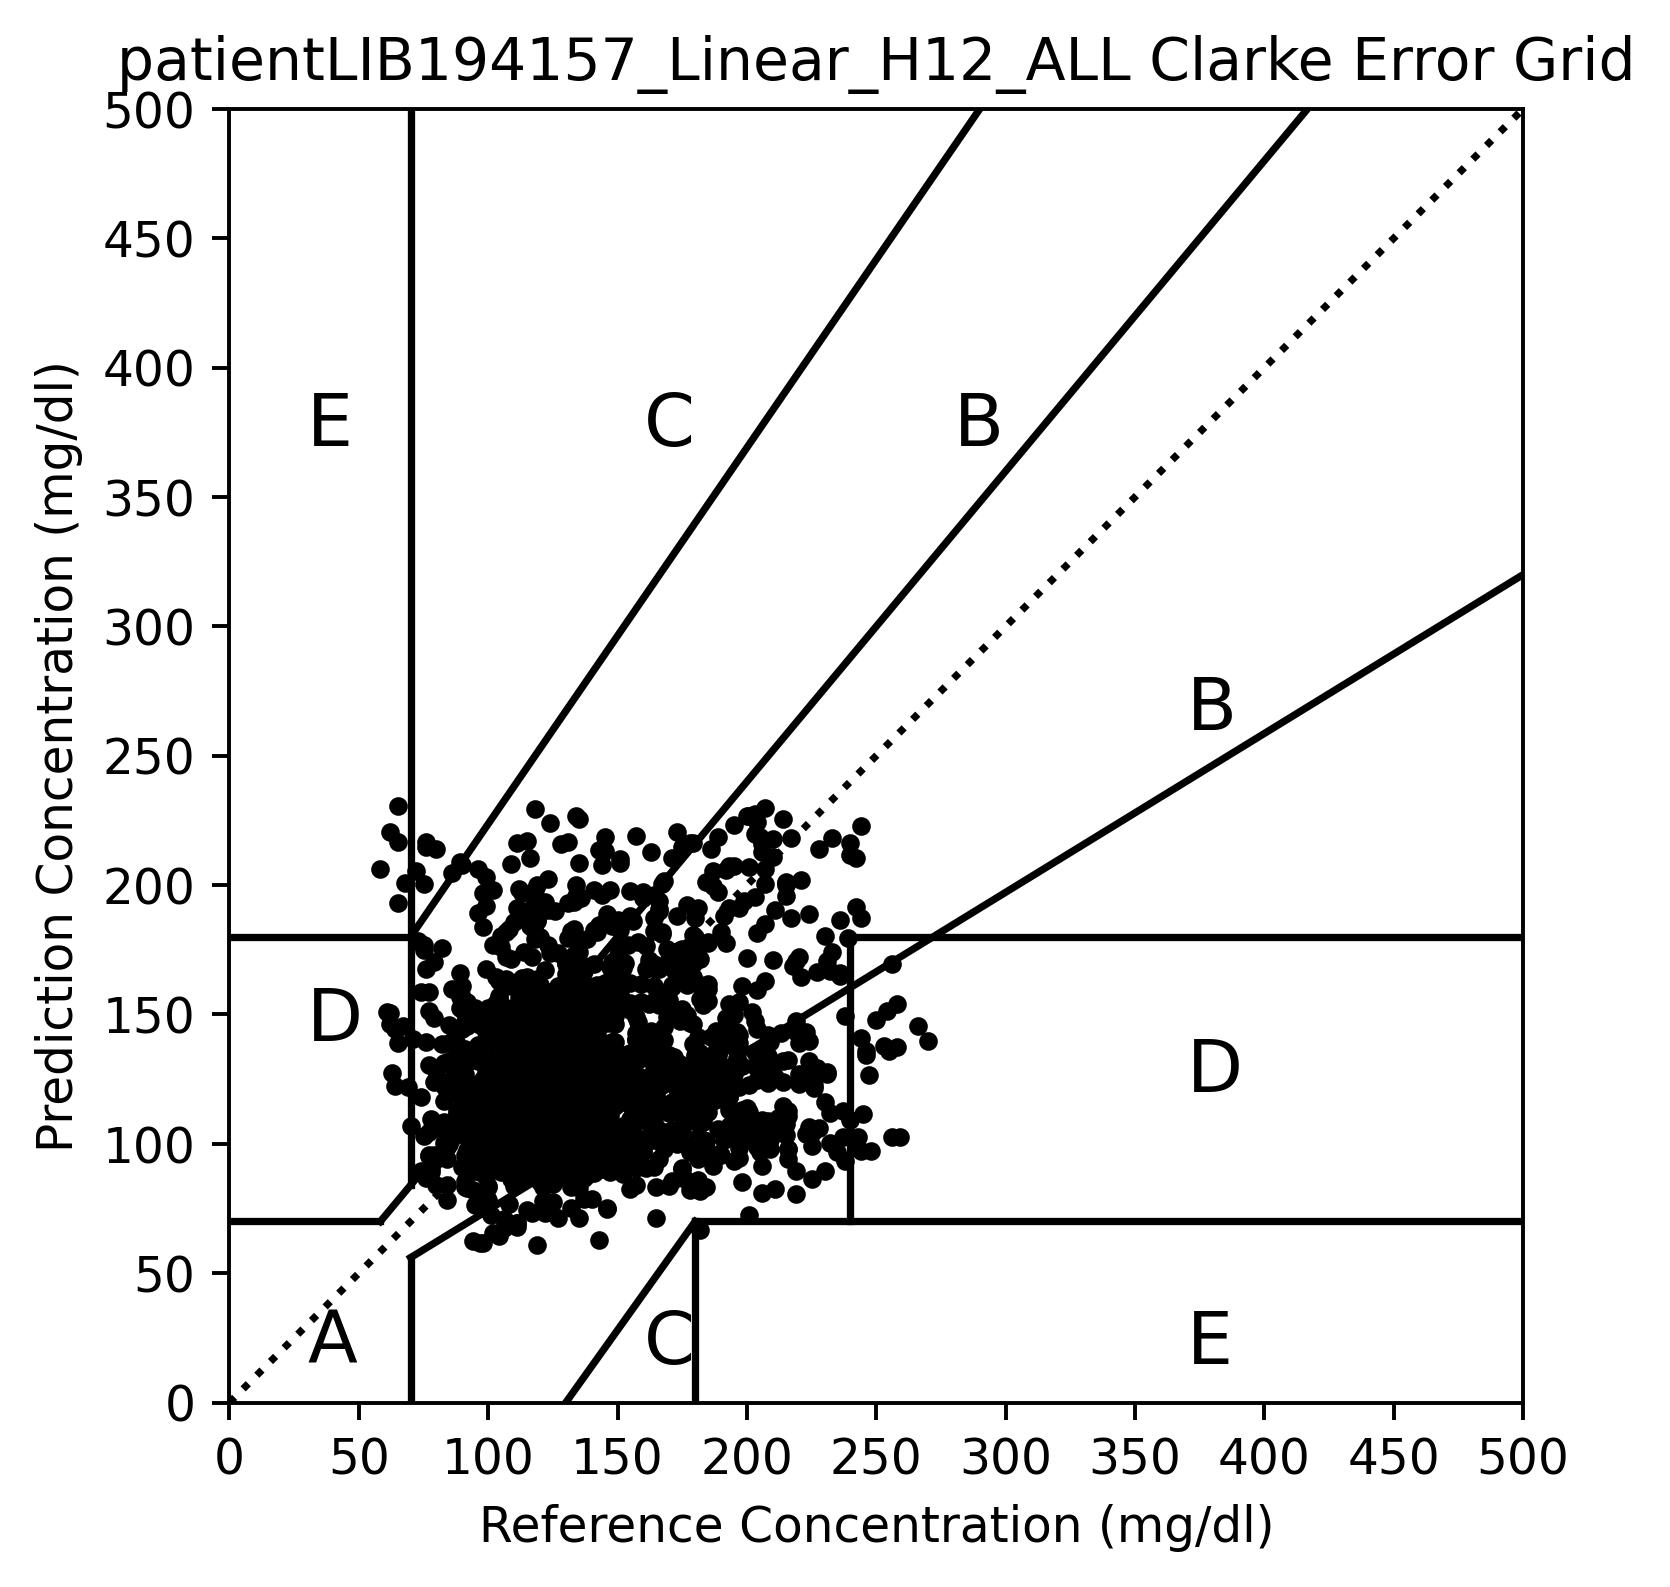 patientLIB194157_Linear_H12_ALL Clarke Error Grid
500
450
400
350
300
250
200
150
100
50
0
Prediction Concentration (mg/dl)
E
C
B
B
D
D
A
C
E
0 50 100 150 200 250 300 350 400 450 500
Reference Concentration (mg/dl)